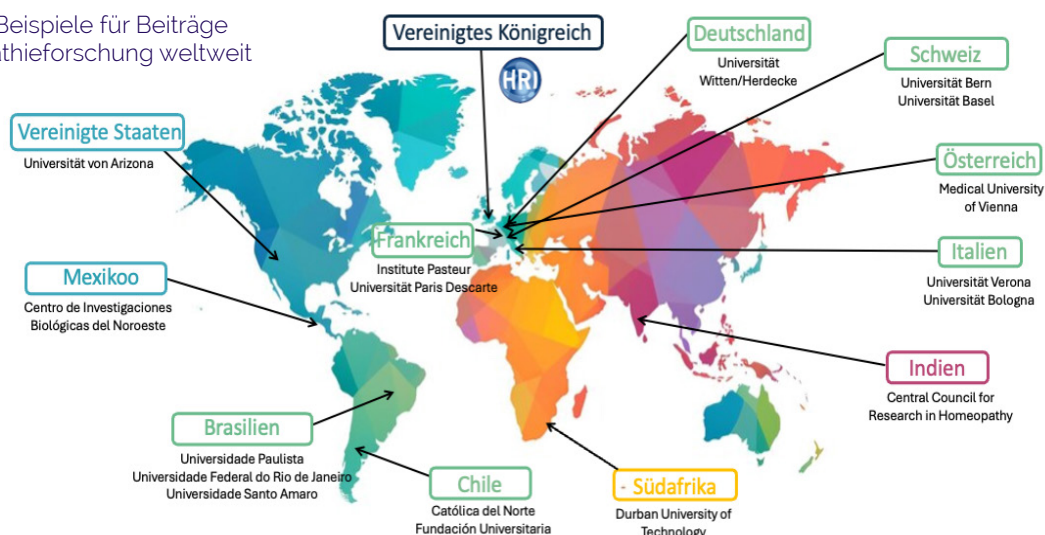 Beispiele für Beiträge
athieforschung weltweit
Vereinigtes Königreich
HRI
Deutschland
Universität
Witten/Herdecke
Schweiz
Universität Bern
Universität Basel
Vereinigte Staaten
Universität von Arizona
Österreich
Medical University
of Vienna
Frankreich
Institute Pasteur
Universität Paris Descarte
Italien
Universität Verona
Universität Bologna
Mexikoo
Centro de Investigaciones
Biológicas del Noroeste
Indien
Central Council for
Research in Homeopathy
Brasilien
Universidade Paulista
Universidade Federal do Rio de Janeiro
Universidade Santo Amaro
Chile
Católica del Norte
Fundación Universitaria
- Südafrika
Durban University of
Technology